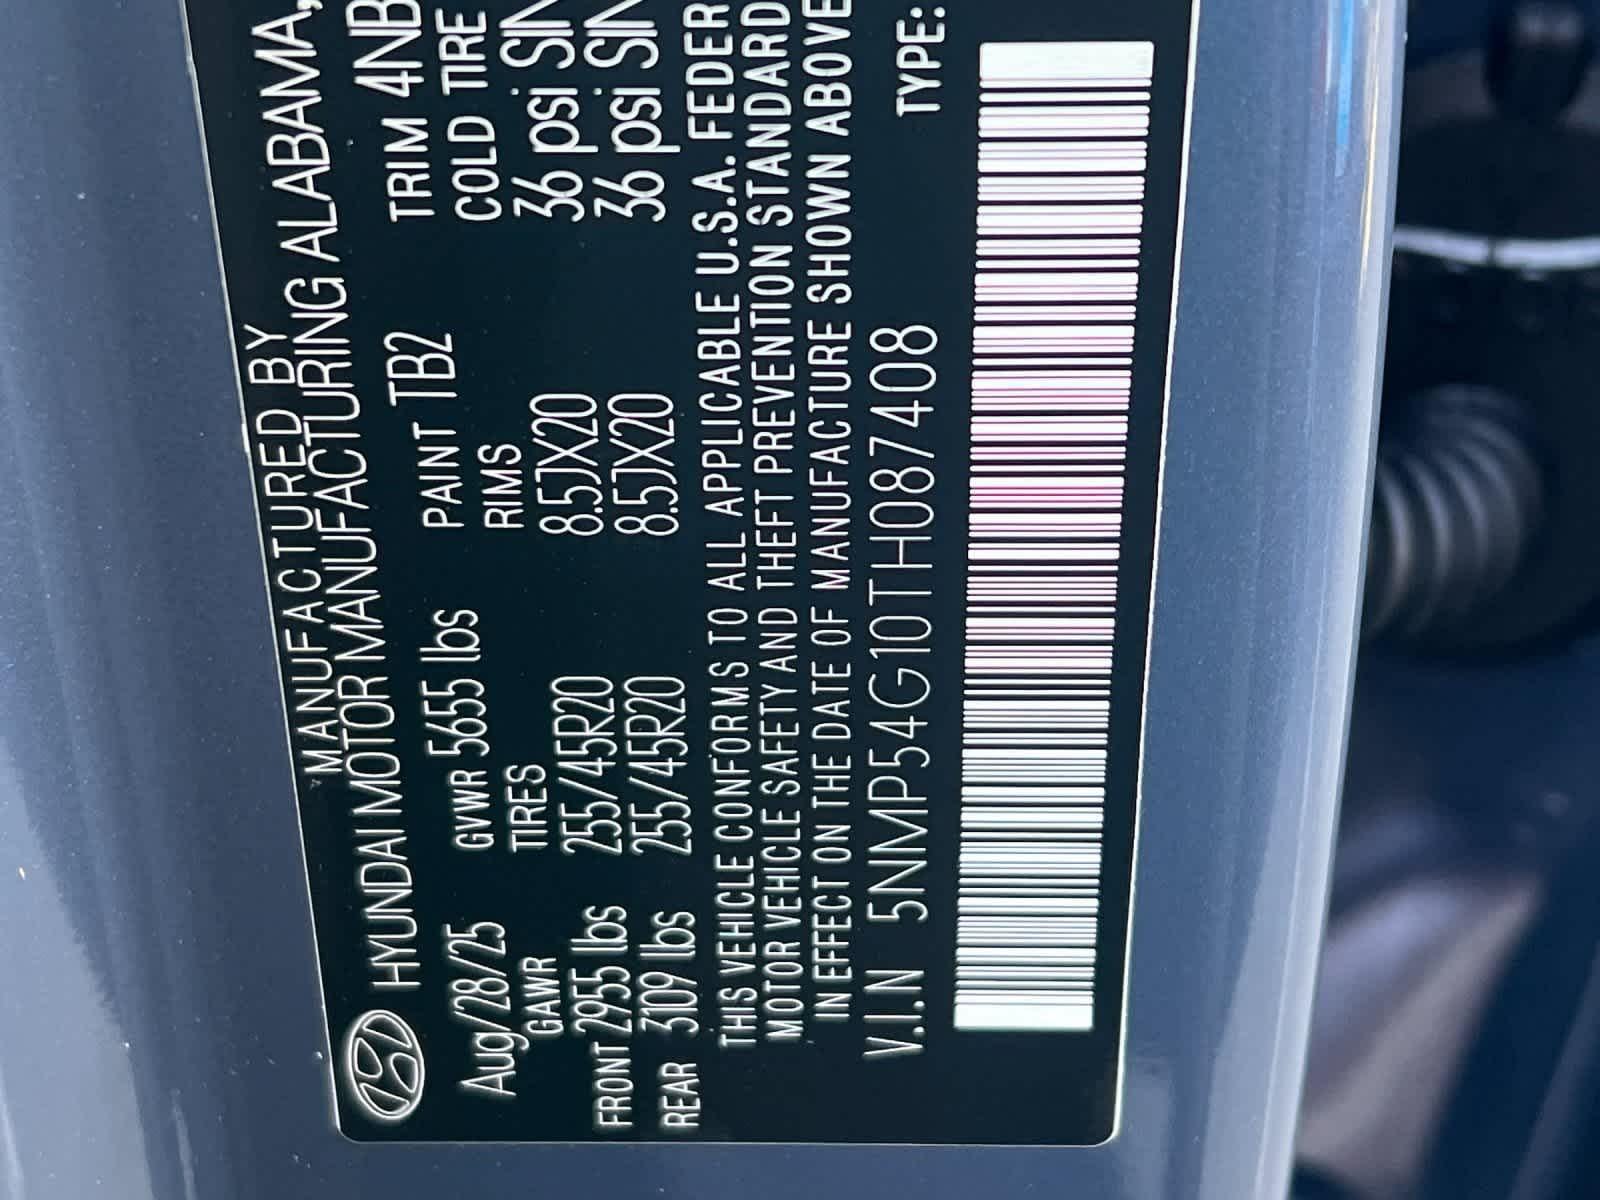 MANUFACTURED BY
HYUNDAI MOTOR MANUFACTURING ALABAMA,
Aug/28/25 GVWR 5655 lbs PAINT TB2 TRIM 4NB
GAWR TIRES RIMS COLD TIRE
FRONT 2955 lbs 255/45R20 8.5JX20 36 psi SIN
REAR 3109 lbs 255/45R20 8.5JX20 36 psi SIN
THIS VEHICLE CONFORMS TO ALL APPLICABLE U.S.A. FEDER
MOTOR VEHICLE SAFETY AND THEFT PREVENTION STANDARD
IN EFFECT ON THE DATE OF MANUFACTURE SHOWN ABOVE
V.I.N 5NMP54G10TH087408 TYPE: